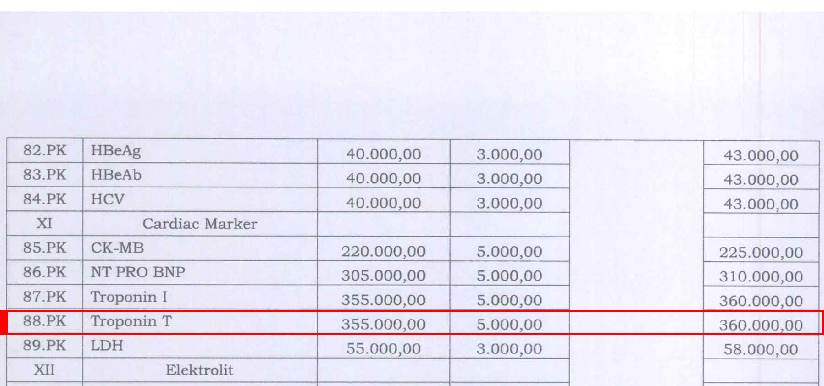 82.PK HBeAg 40.000,00 3.000,00 43.000,00
83.PK HBeAb 40.000,00 3.000,00 43.000,00
84.PK HCV 40.000,00 3.000,00 43.000,00
XI Cardiac Marker
85.PK CK-MB 220.000,00 5.000,00 225.000,00
86.PK NT PRO BNP 305.000,00 5.000,00 310.000,00
87.PK Troponin I 355.000,00 5.000,00 360.000,00
88.PK Troponin T 355.000,00 5.000,00 360.000,00
89.PK LDH 55.000,00 3.000,00 58.000,00
XII Elektrolit